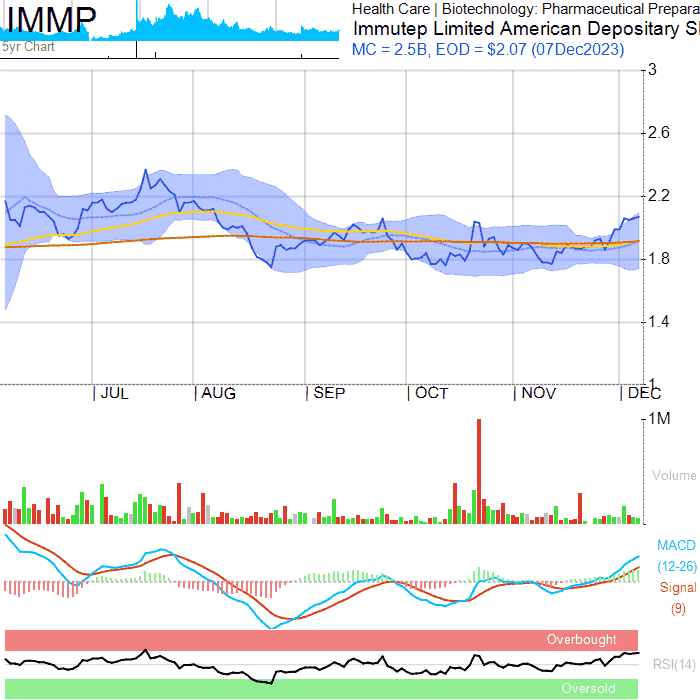 IMMP
Health Care | Biotechnology: Pharmaceutical Prepara
Immutep Limited American Depositary S
5yr Chart
MC = 2.5B, EOD = $2.07 (07Dec2023)
3
2.6
2.2
1.8
1.4
1
JUL AUG SEP OCT NOV DEC
1M
Volume
MACD
(12-26)
Signal
(9)
Overbought
RSI(14)
Oversold